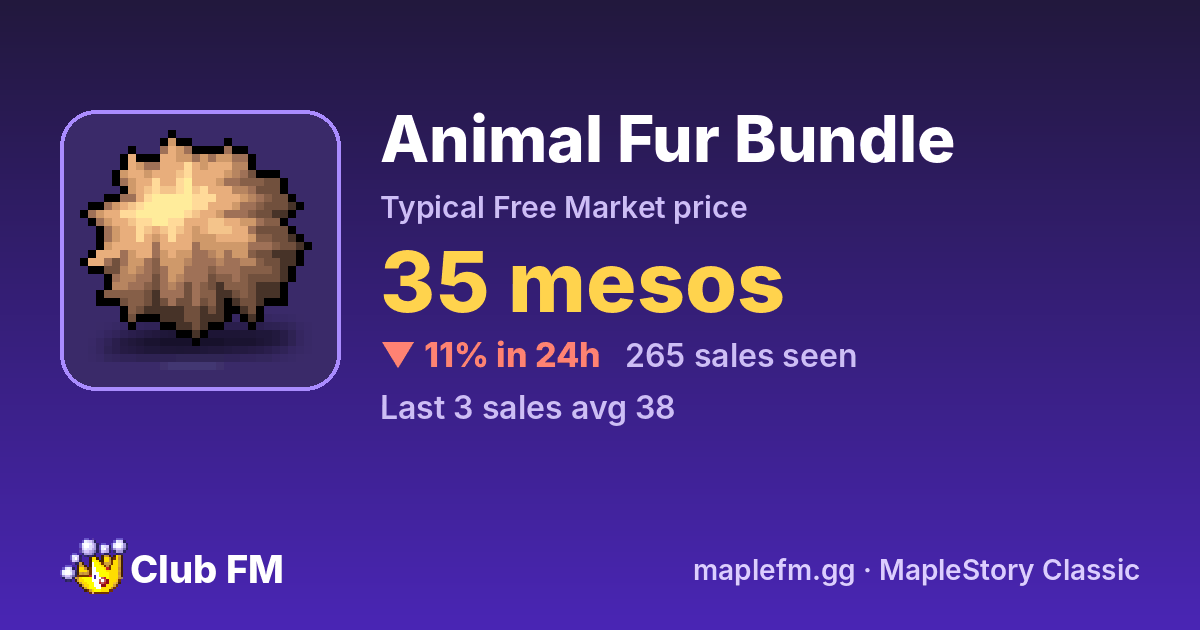 Animal Fur Bundle
Typical Free Market price
35 mesos
▼ 11% in 24h 265 sales seen
Last 3 sales avg 38
Club FM
maplefm.gg · MapleStory Classic